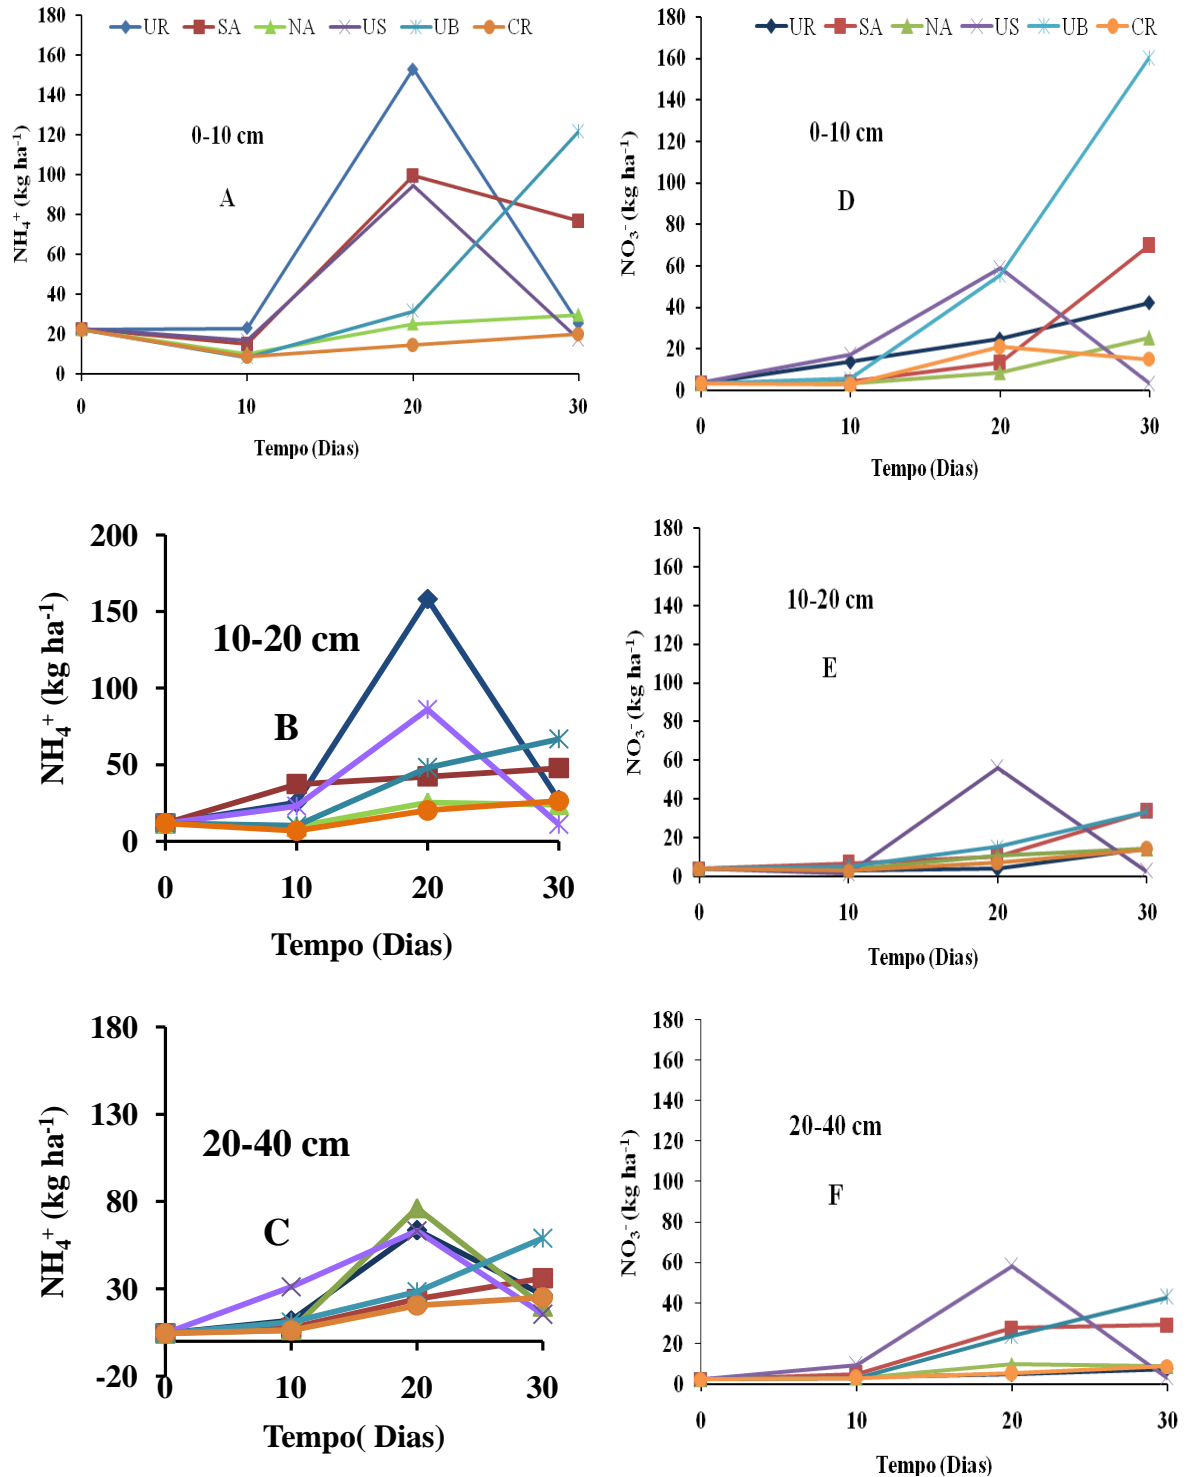 UR SA NA US UB CR
180
160
140
120
100
80
60
40
20
0
NH₄⁺ (kg ha⁻¹)
0-10 cm
A
0 10 20 30
Tempo (Dias)
UR SA NA US UB CR
180
160
140
120
100
80
60
40
20
0
NO₃⁻ (kg ha⁻¹)
0-10 cm
D
0 10 20 30
Tempo (Dias)
200
150
100
50
0
NH₄⁺ (kg ha⁻¹)
10-20 cm
B
0 10 20 30
Tempo (Dias)
180
160
140
120
100
80
60
40
20
0
NO₃⁻ (kg ha⁻¹)
10-20 cm
E
0 10 20 30
Tempo (Dias)
180
130
80
30
-20
NH₄⁺ (kg ha⁻¹)
20-40 cm
C
0 10 20 30
Tempo( Dias)
180
160
140
120
100
80
60
40
20
0
NO₃⁻ (kg ha⁻¹)
20-40 cm
F
0 10 20 30
Tempo (Dias)